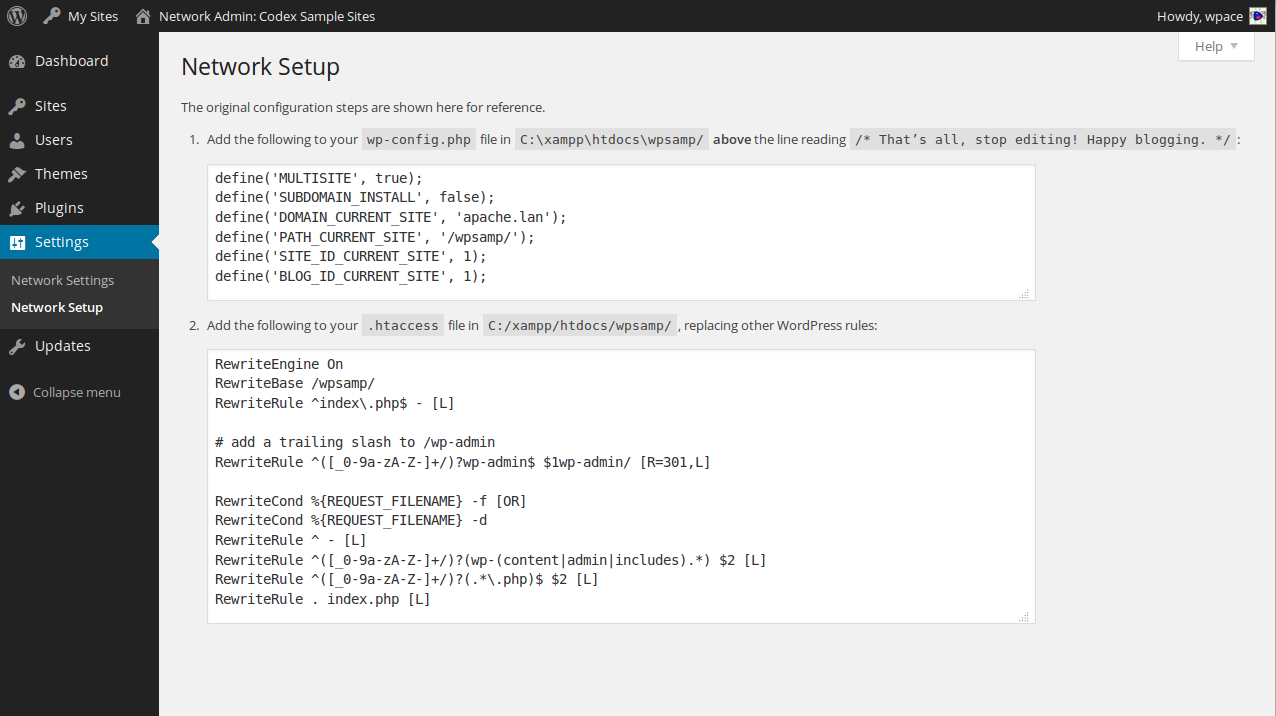 My Sites
Network Admin: Codex Sample Sites
Howdy, wpace
Dashboard
Sites
Users
Themes
Plugins
Settings
Network Settings
Network Setup
Updates
Collapse menu
Help
Network Setup
The original configuration steps are shown here for reference.
1. Add the following to your wp-config.php file in C:\xampp\htdocs\wpsamp/ above the line reading /* That’s all, stop editing! Happy blogging. */ :
define('MULTISITE', true);
define('SUBDOMAIN_INSTALL', false);
define('DOMAIN_CURRENT_SITE', 'apache.lan');
define('PATH_CURRENT_SITE', '/wpsamp/');
define('SITE_ID_CURRENT_SITE', 1);
define('BLOG_ID_CURRENT_SITE', 1);
2. Add the following to your .htaccess file in C:/xampp/htdocs/wpsamp/ , replacing other WordPress rules:
RewriteEngine On
RewriteBase /wpsamp/
RewriteRule ^index\.php$ - [L]
# add a trailing slash to /wp-admin
RewriteRule ^([_0-9a-zA-Z-]+/)?wp-admin$ $1wp-admin/ [R=301,L]
RewriteCond %{REQUEST_FILENAME} -f [OR]
RewriteCond %{REQUEST_FILENAME} -d
RewriteRule ^ - [L]
RewriteRule ^([_0-9a-zA-Z-]+/)?(wp-(content|admin|includes).*) $2 [L]
RewriteRule ^([_0-9a-zA-Z-]+/)?(.*\.php)$ $2 [L]
RewriteRule . index.php [L]